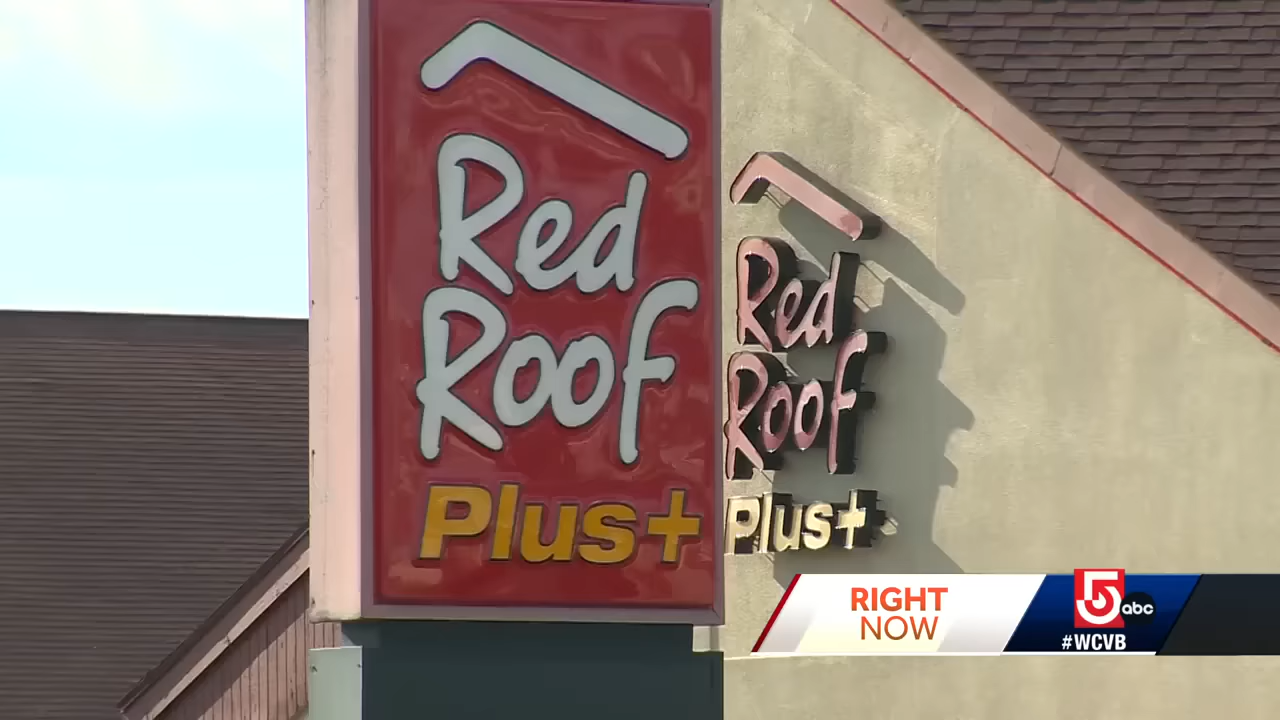 Red
Roof
Plus+
Red
Roof
Plus+
RIGHT
NOW
5
abc
#WCVB